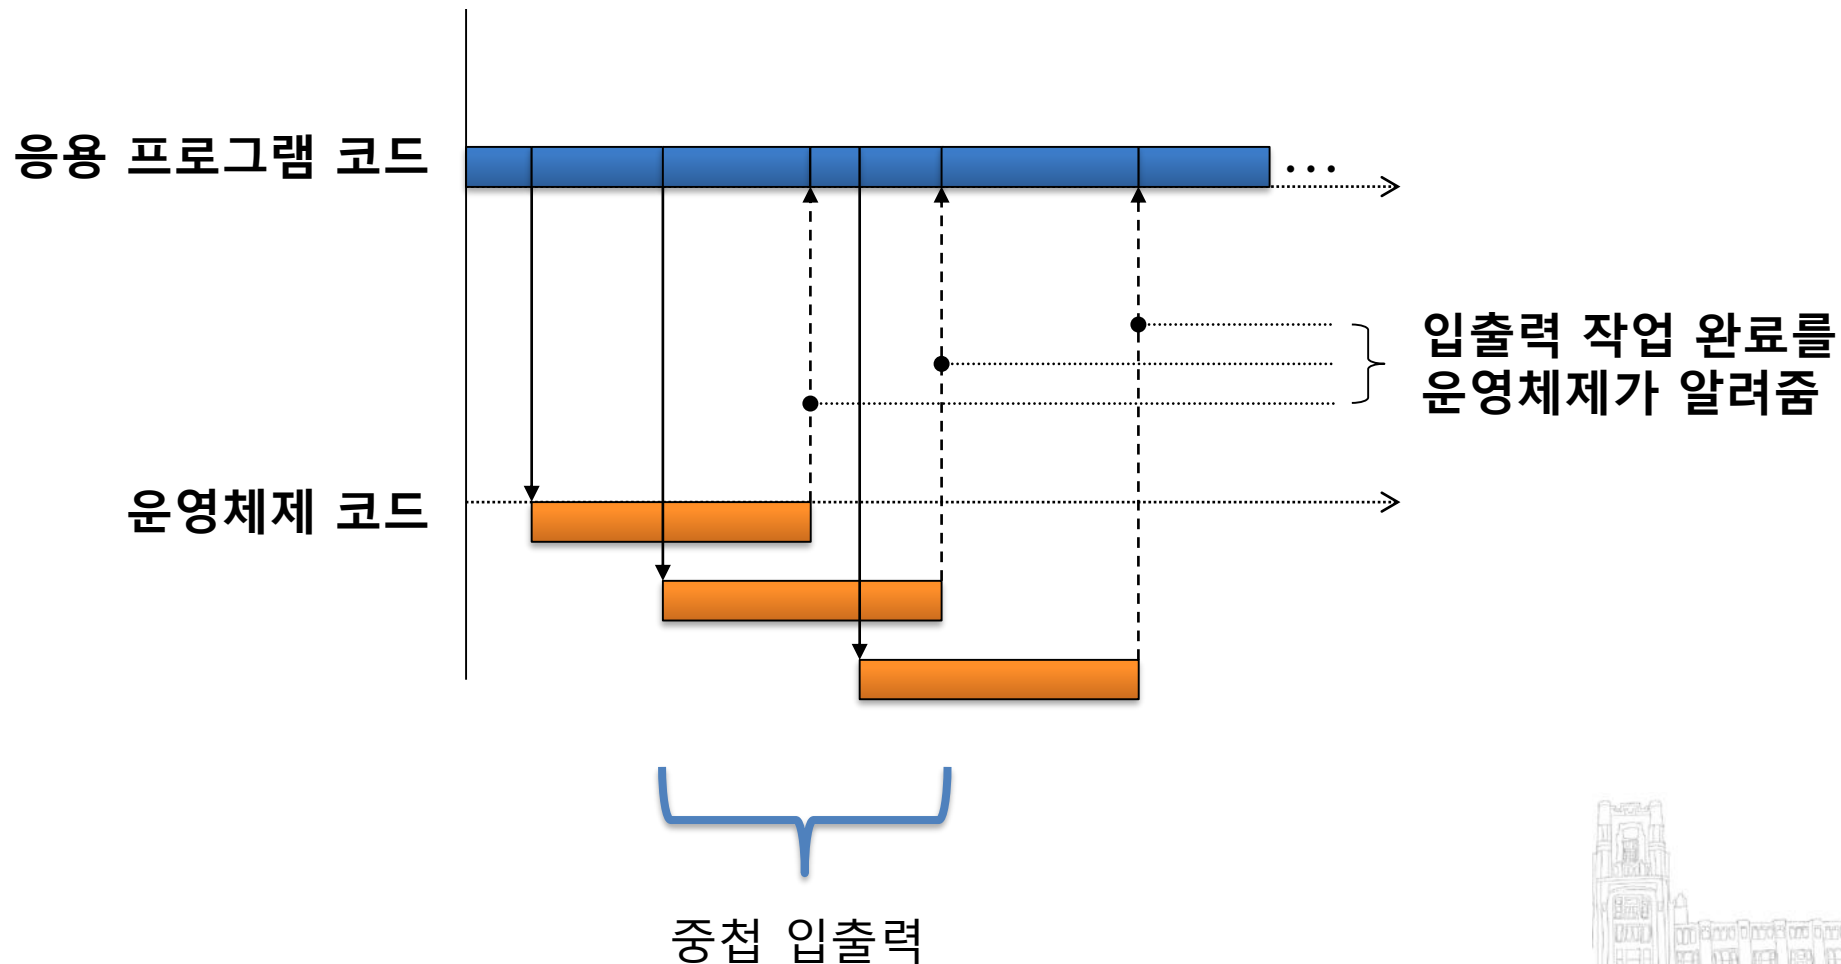 응용 프로그램 코드
...
입출력 작업 완료를
운영체제가 알려줌
운영체제 코드
중첩 입출력